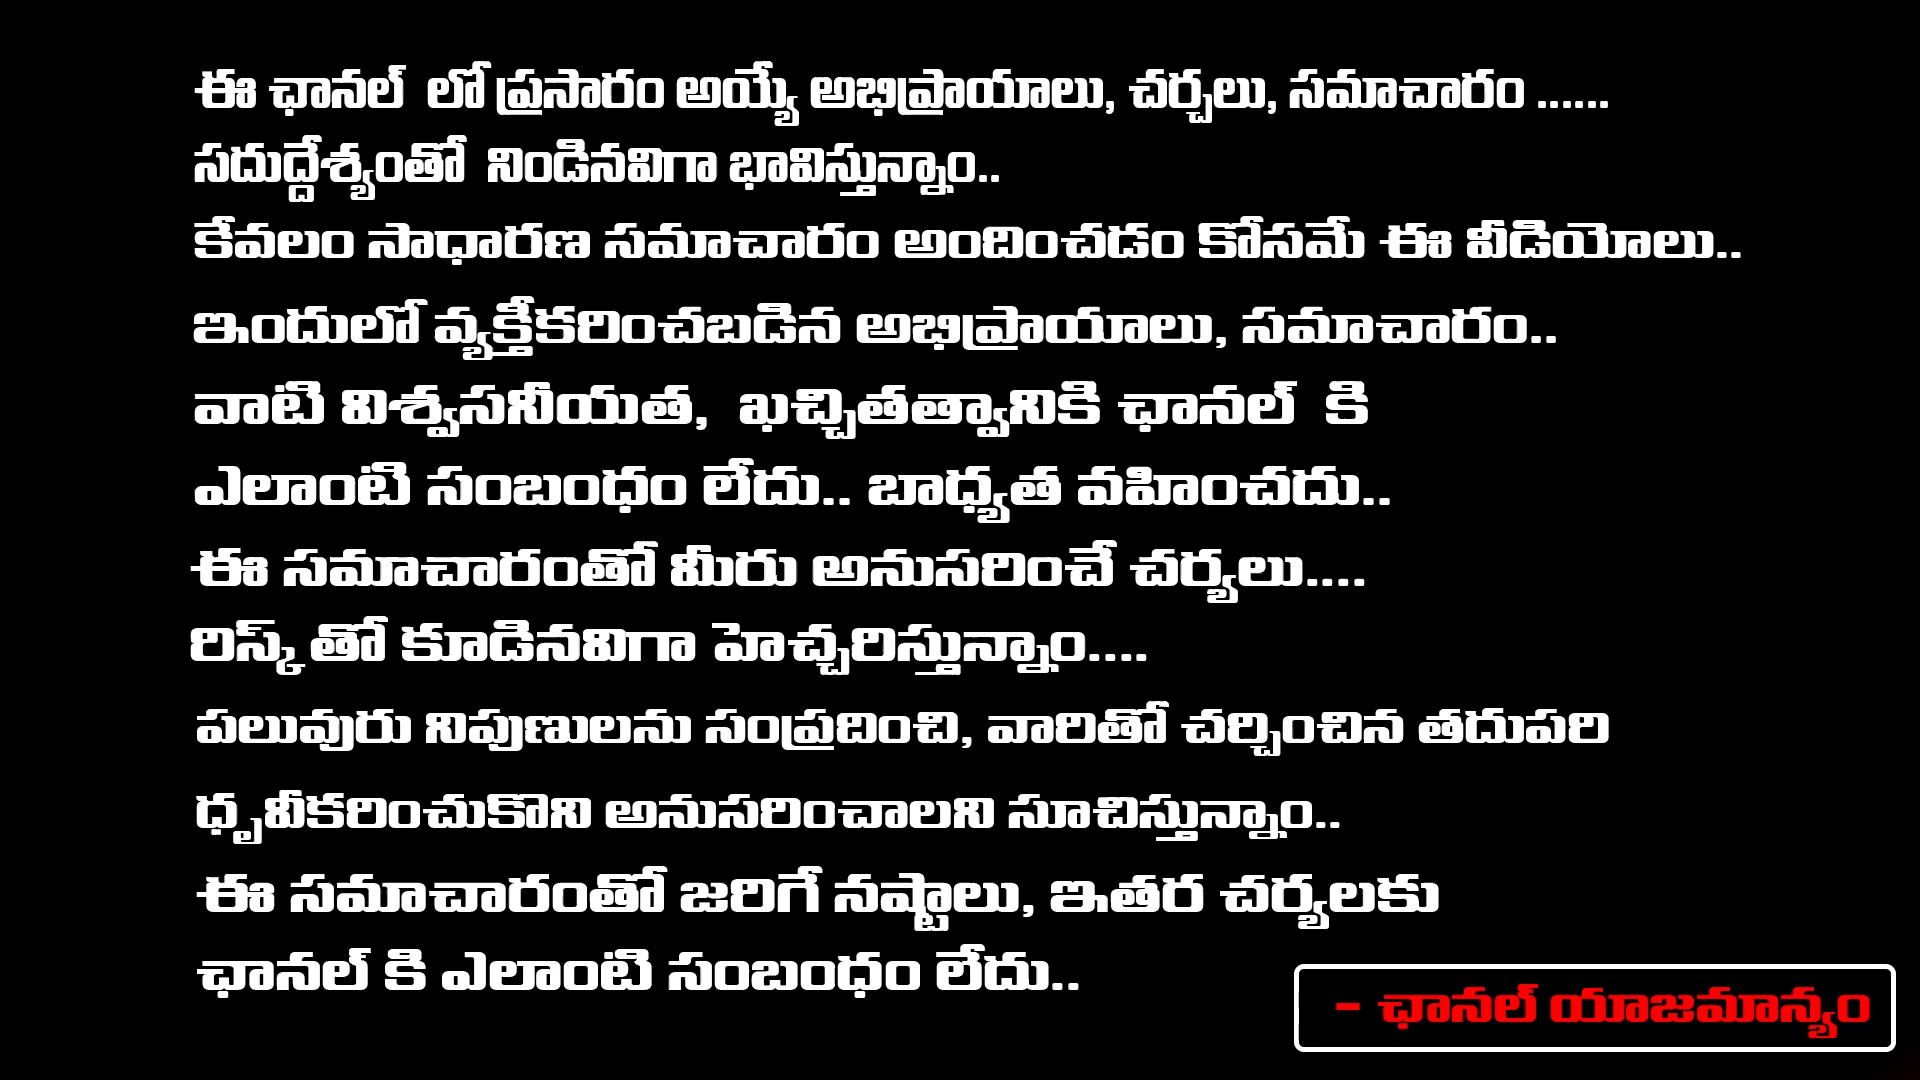 ఈ ఛానల్ లో ప్రసారం అయ్యే అభిప్రాయాలు, చర్చలు, సమాచారం ......
సదుద్దేశ్యంతో నిండినవిగా భావిస్తున్నాం..
కేవలం సాధారణ సమాచారం అందించడం కోసమే ఈ వీడియోలు..
ఇందులో వ్యక్తీకరించబడిన అభిప్రాయాలు, సమాచారం..
వాటి విశ్వసనీయత, ఖచ్చితత్వానికి ఛానల్ కి
ఎలాంటి సంబంధం లేదు.. బాధ్యత వహించదు..
ఈ సమాచారంతో మీరు అనుసరించే చర్యలు....
రిస్క్ తో కూడినవిగా హెచ్చరిస్తున్నాం....
పలువురు నిపుణులను సంప్రదించి, వారితో చర్చించిన తదుపరి
ధృవీకరించుకొని అనుసరించాలని సూచిస్తున్నాం..
ఈ సమాచారంతో జరిగే నష్టాలు, ఇతర చర్యలకు
ఛానల్ కి ఎలాంటి సంబంధం లేదు..
- ఛానల్ యాజమాన్యం